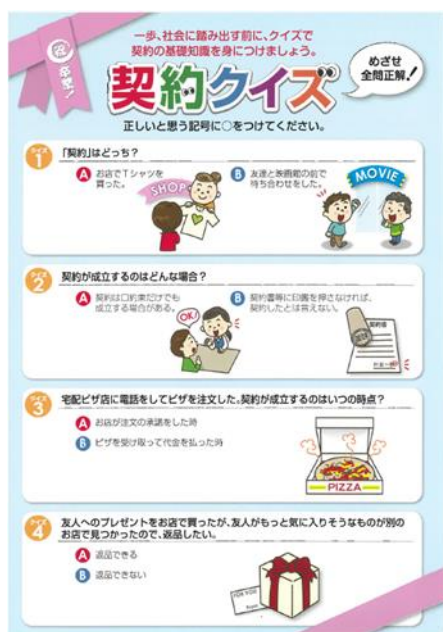 祝
卒業!
一歩、社会に踏み出す前に、クイズで
契約の基礎知識を身につけましょう。
契約クイズ
めざせ
全問正解!
正しいと思う記号に○をつけてください。
クイズ
1
「契約」はどっち?
A お店でTシャツを
買った。
SHOP
B 友達と映画館の前で
待ち合わせをした。
MOVIE
クイズ
2
契約が成立するのはどんな場合?
A 契約は口約束だけでも
成立する場合がある。
OK!
B 契約書等に印鑑を押さなければ、
契約したとは言えない。
契約書
クイズ
3
宅配ピザ店に電話をしてピザを注文した。契約が成立するのはいつの時点?
A お店が注文の承諾をした時
B ピザを受け取って代金を払った時
PIZZA
クイズ
4
友人へのプレゼントをお店で買ったが、友人がもっと気に入りそうなものが別の
お店で見つかったので、返品したい。
A 返品できる
B 返品できない
FOR YOU
from